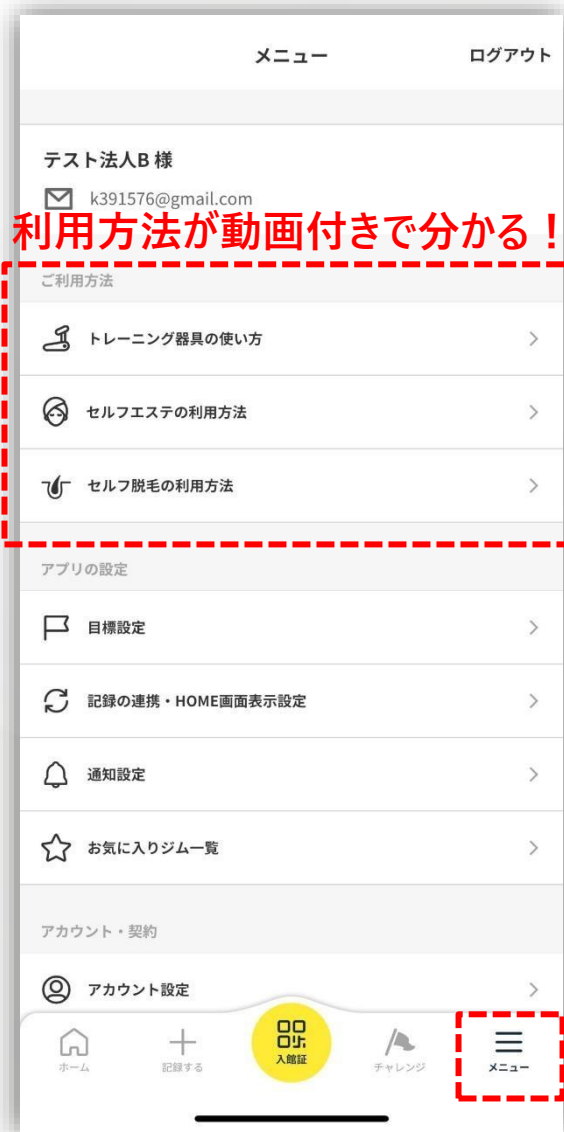 メニュー ログアウト
テスト法人B 様
k391576@gmail.com
利用方法が動画付きで分かる！
ご利用方法
トレーニング器具の使い方
セルフエステの利用方法
セルフ脱毛の利用方法
アプリの設定
目標設定
記録の連携・HOME画面表示設定
通知設定
お気に入りジム一覧
アカウント・契約
アカウント設定
ホーム 記録する 入館証 チャレンジ メニュー